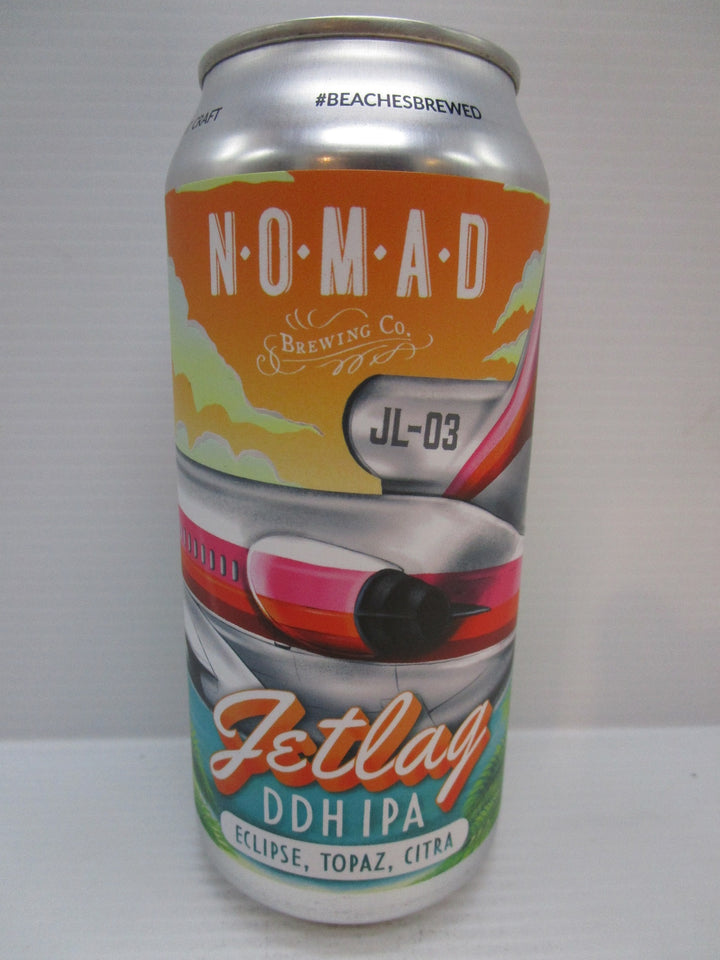 #BEACHESBREWED
CRAFT
N·O·M·A·D
BREWING CO.
JL-03
Jetlag
DDH IPA
ECLIPSE, TOPAZ, CITRA